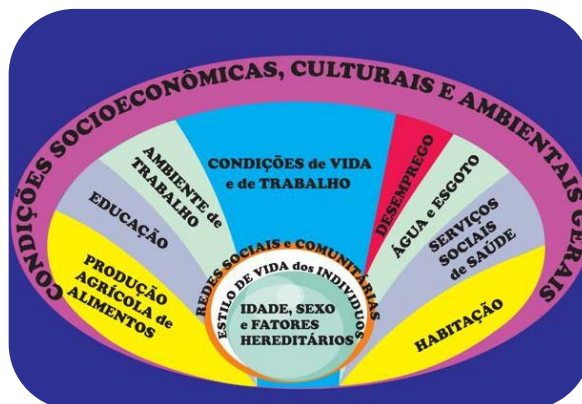 CONDIÇÕES SOCIOECONÔMICAS, CULTURAIS E AMBIENTAIS GERAIS
CONDIÇÕES de VIDA
e de TRABALHO
AMBIENTE de
TRABALHO
EDUCAÇÃO
PRODUÇÃO
AGRÍCOLA de
ALIMENTOS
DESEMPREGO
ÁGUA e ESGOTO
SERVIÇOS
SOCIAIS
de SAÚDE
HABITAÇÃO
REDES SOCIAIS e COMUNITÁRIAS
ESTILO DE VIDA dos INDIVIDUOS
IDADE, SEXO
e FATORES
HEREDITÁRIOS